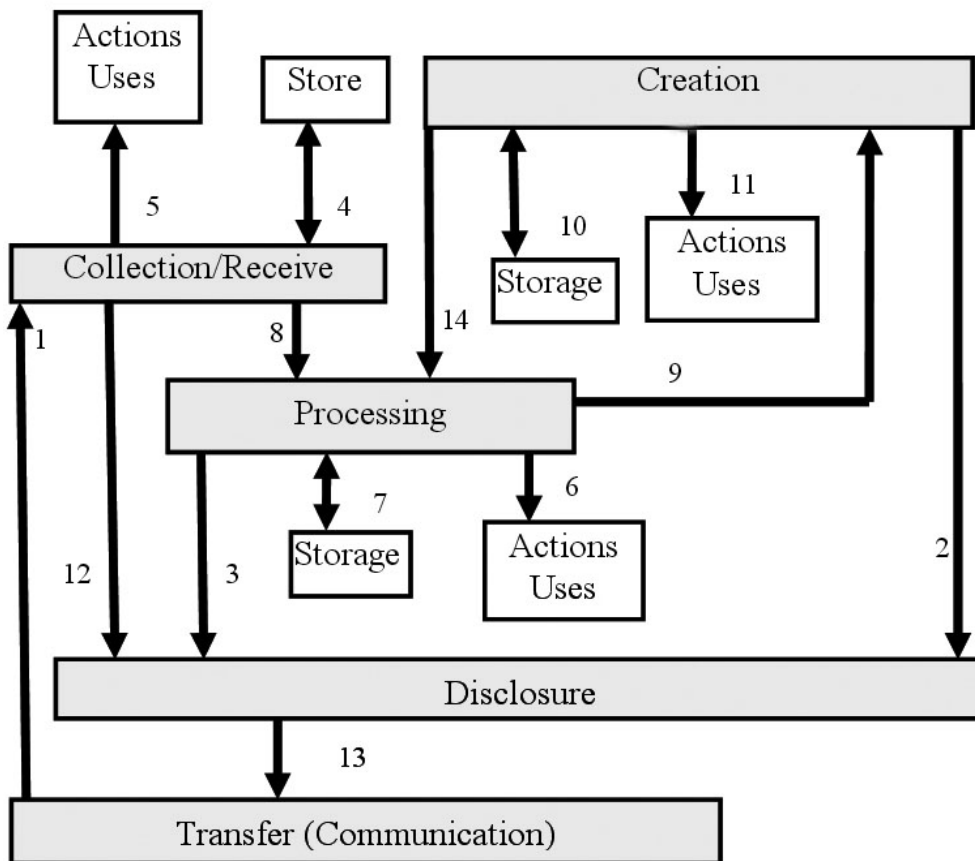 Actions
Uses
Store
Creation
5
4
11
10
Actions
Uses
Collection/Receive
Storage
1
8
14
9
Processing
7
6
Storage
Actions
Uses
2
12
3
Disclosure
13
Transfer (Communication)